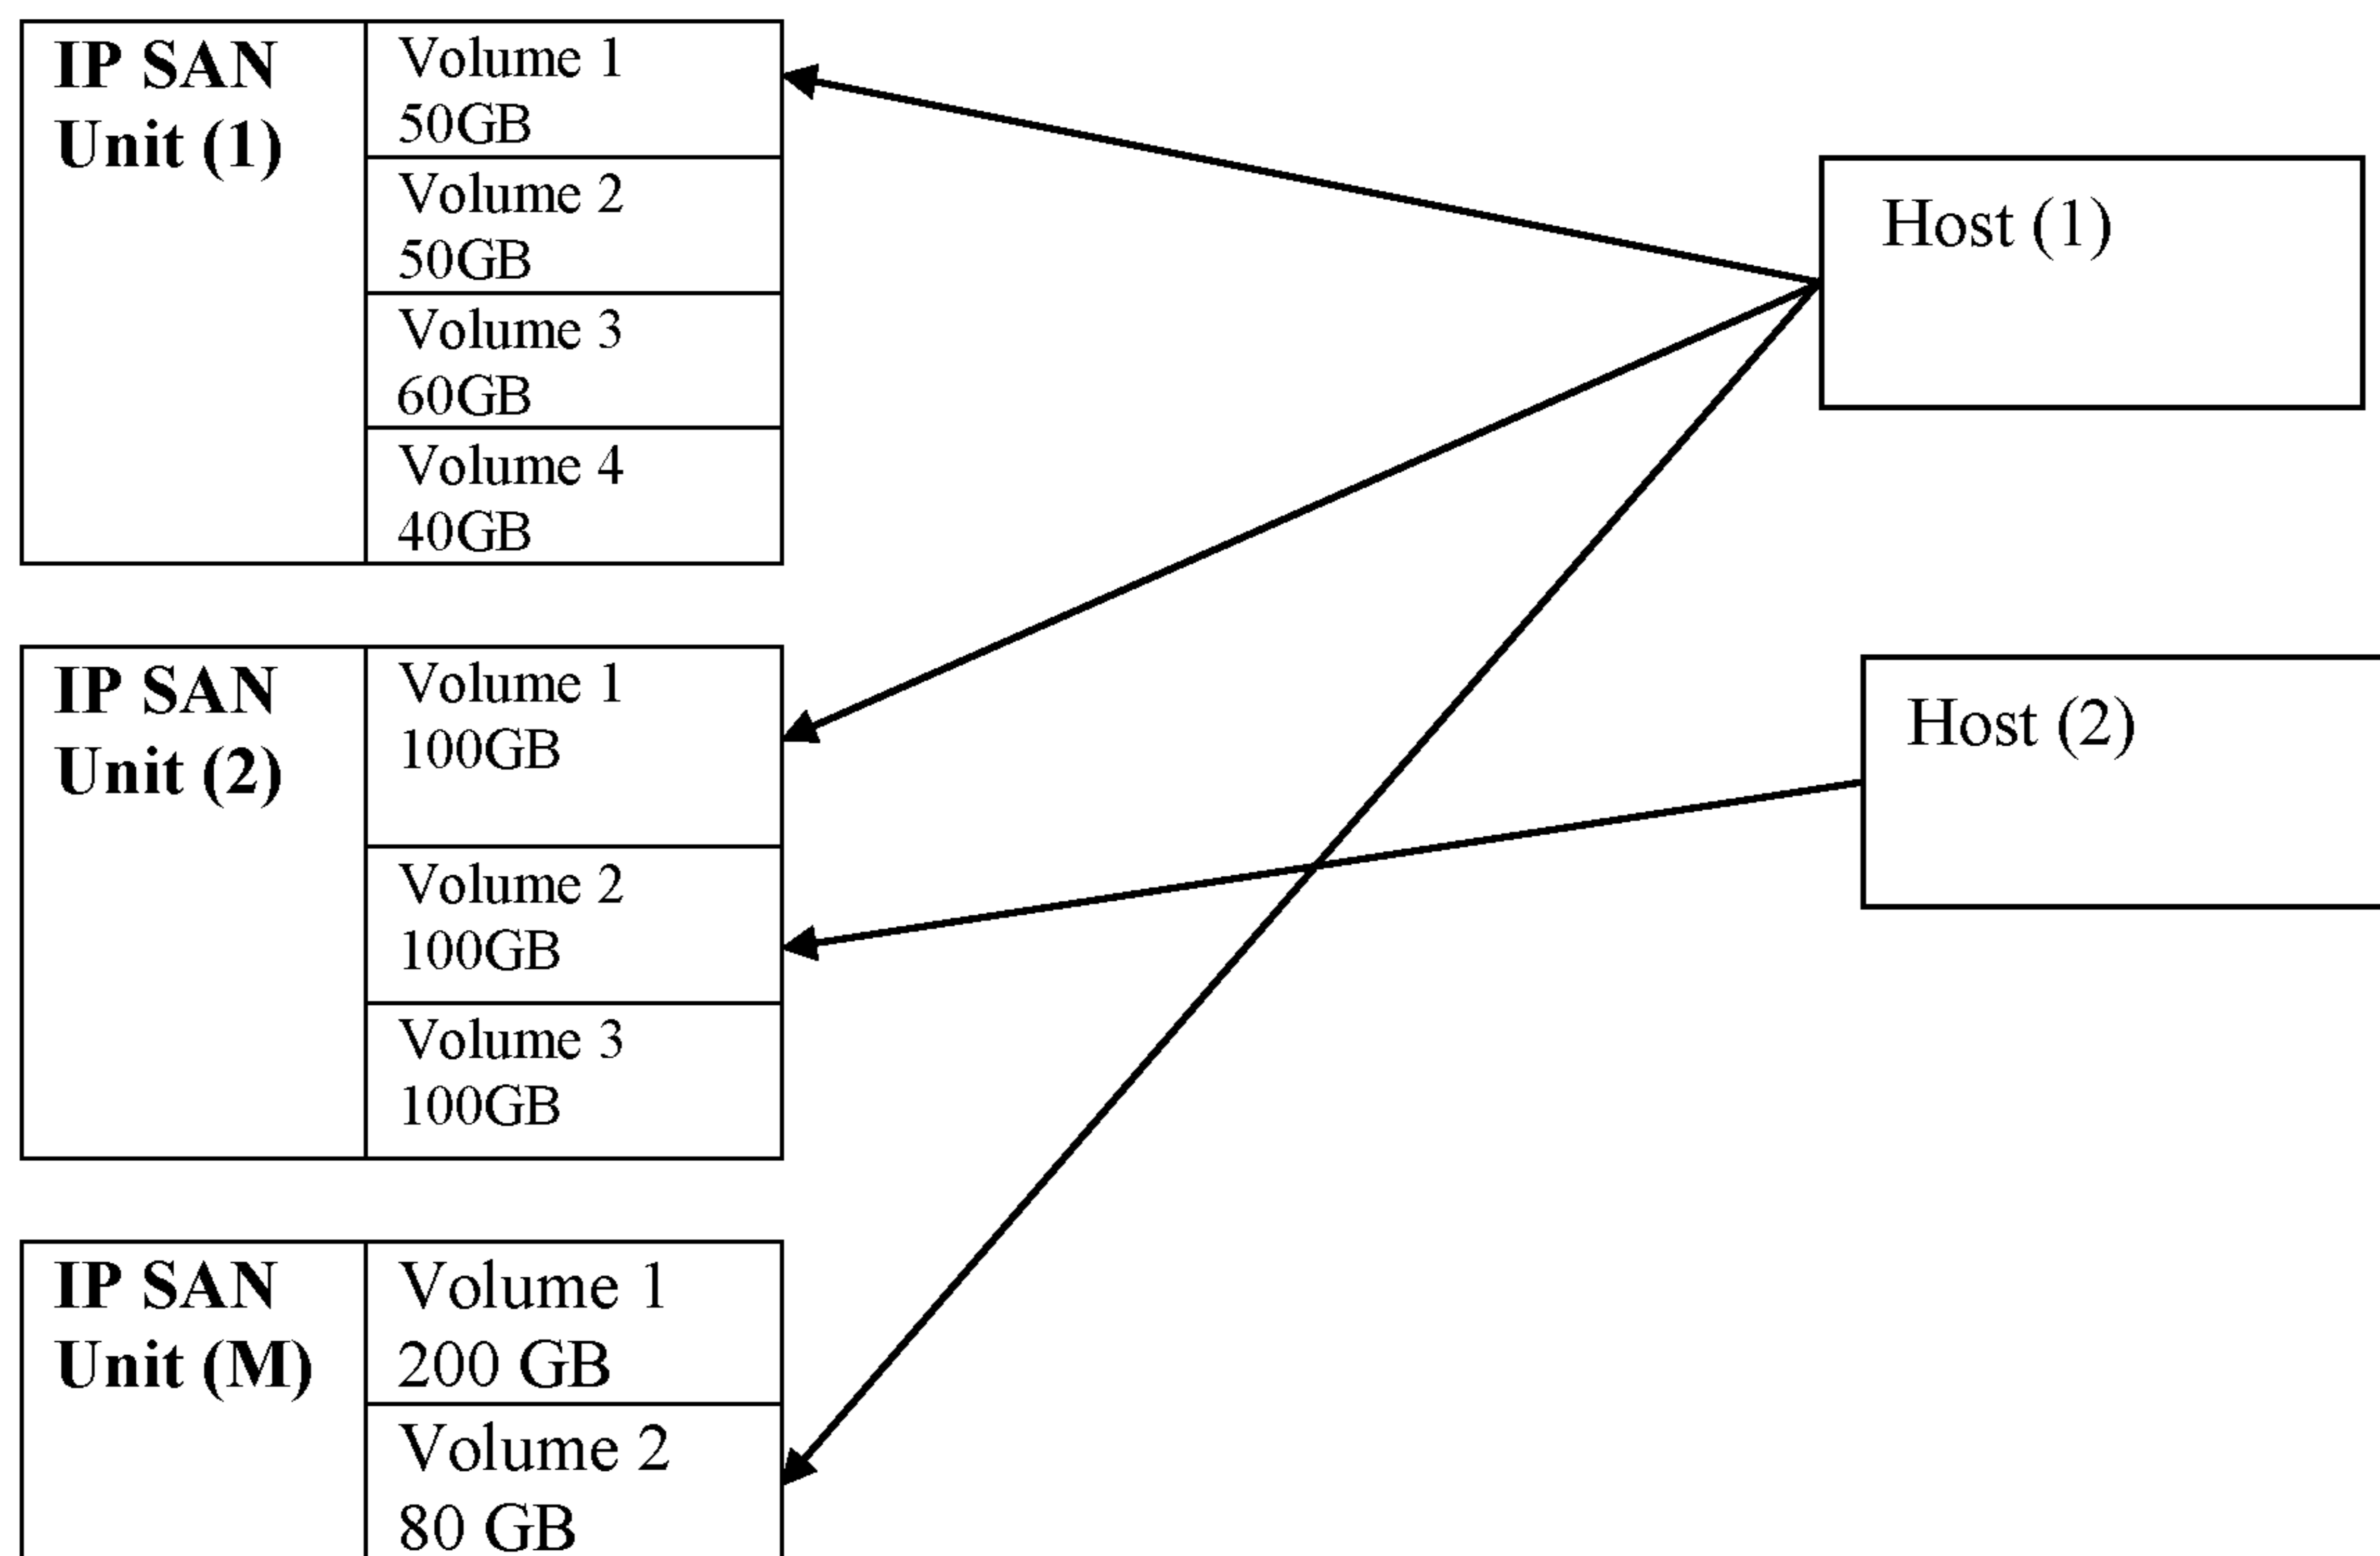 IP SAN
Unit (1)
Volume 1
50GB
Volume 2
50GB
Volume 3
60GB
Volume 4
40GB
Host (1)
IP SAN
Unit (2)
Volume 1
100GB
Volume 2
100GB
Volume 3
100GB
Host (2)
IP SAN
Unit (M)
Volume 1
200 GB
Volume 2
80 GB